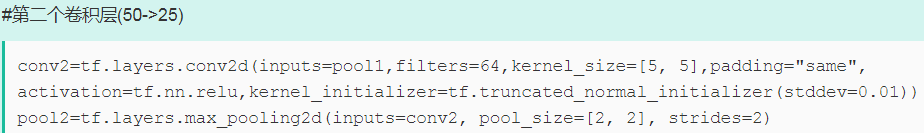 #第二个卷积层(50->25)
conv2=tf.layers.conv2d(inputs=pool1,filters=64,kernel_size=[5, 5],padding="same",
activation=tf.nn.relu,kernel_initializer=tf.truncated_normal_initializer(stddev=0.01))
pool2=tf.layers.max_pooling2d(inputs=conv2, pool_size=[2, 2], strides=2)